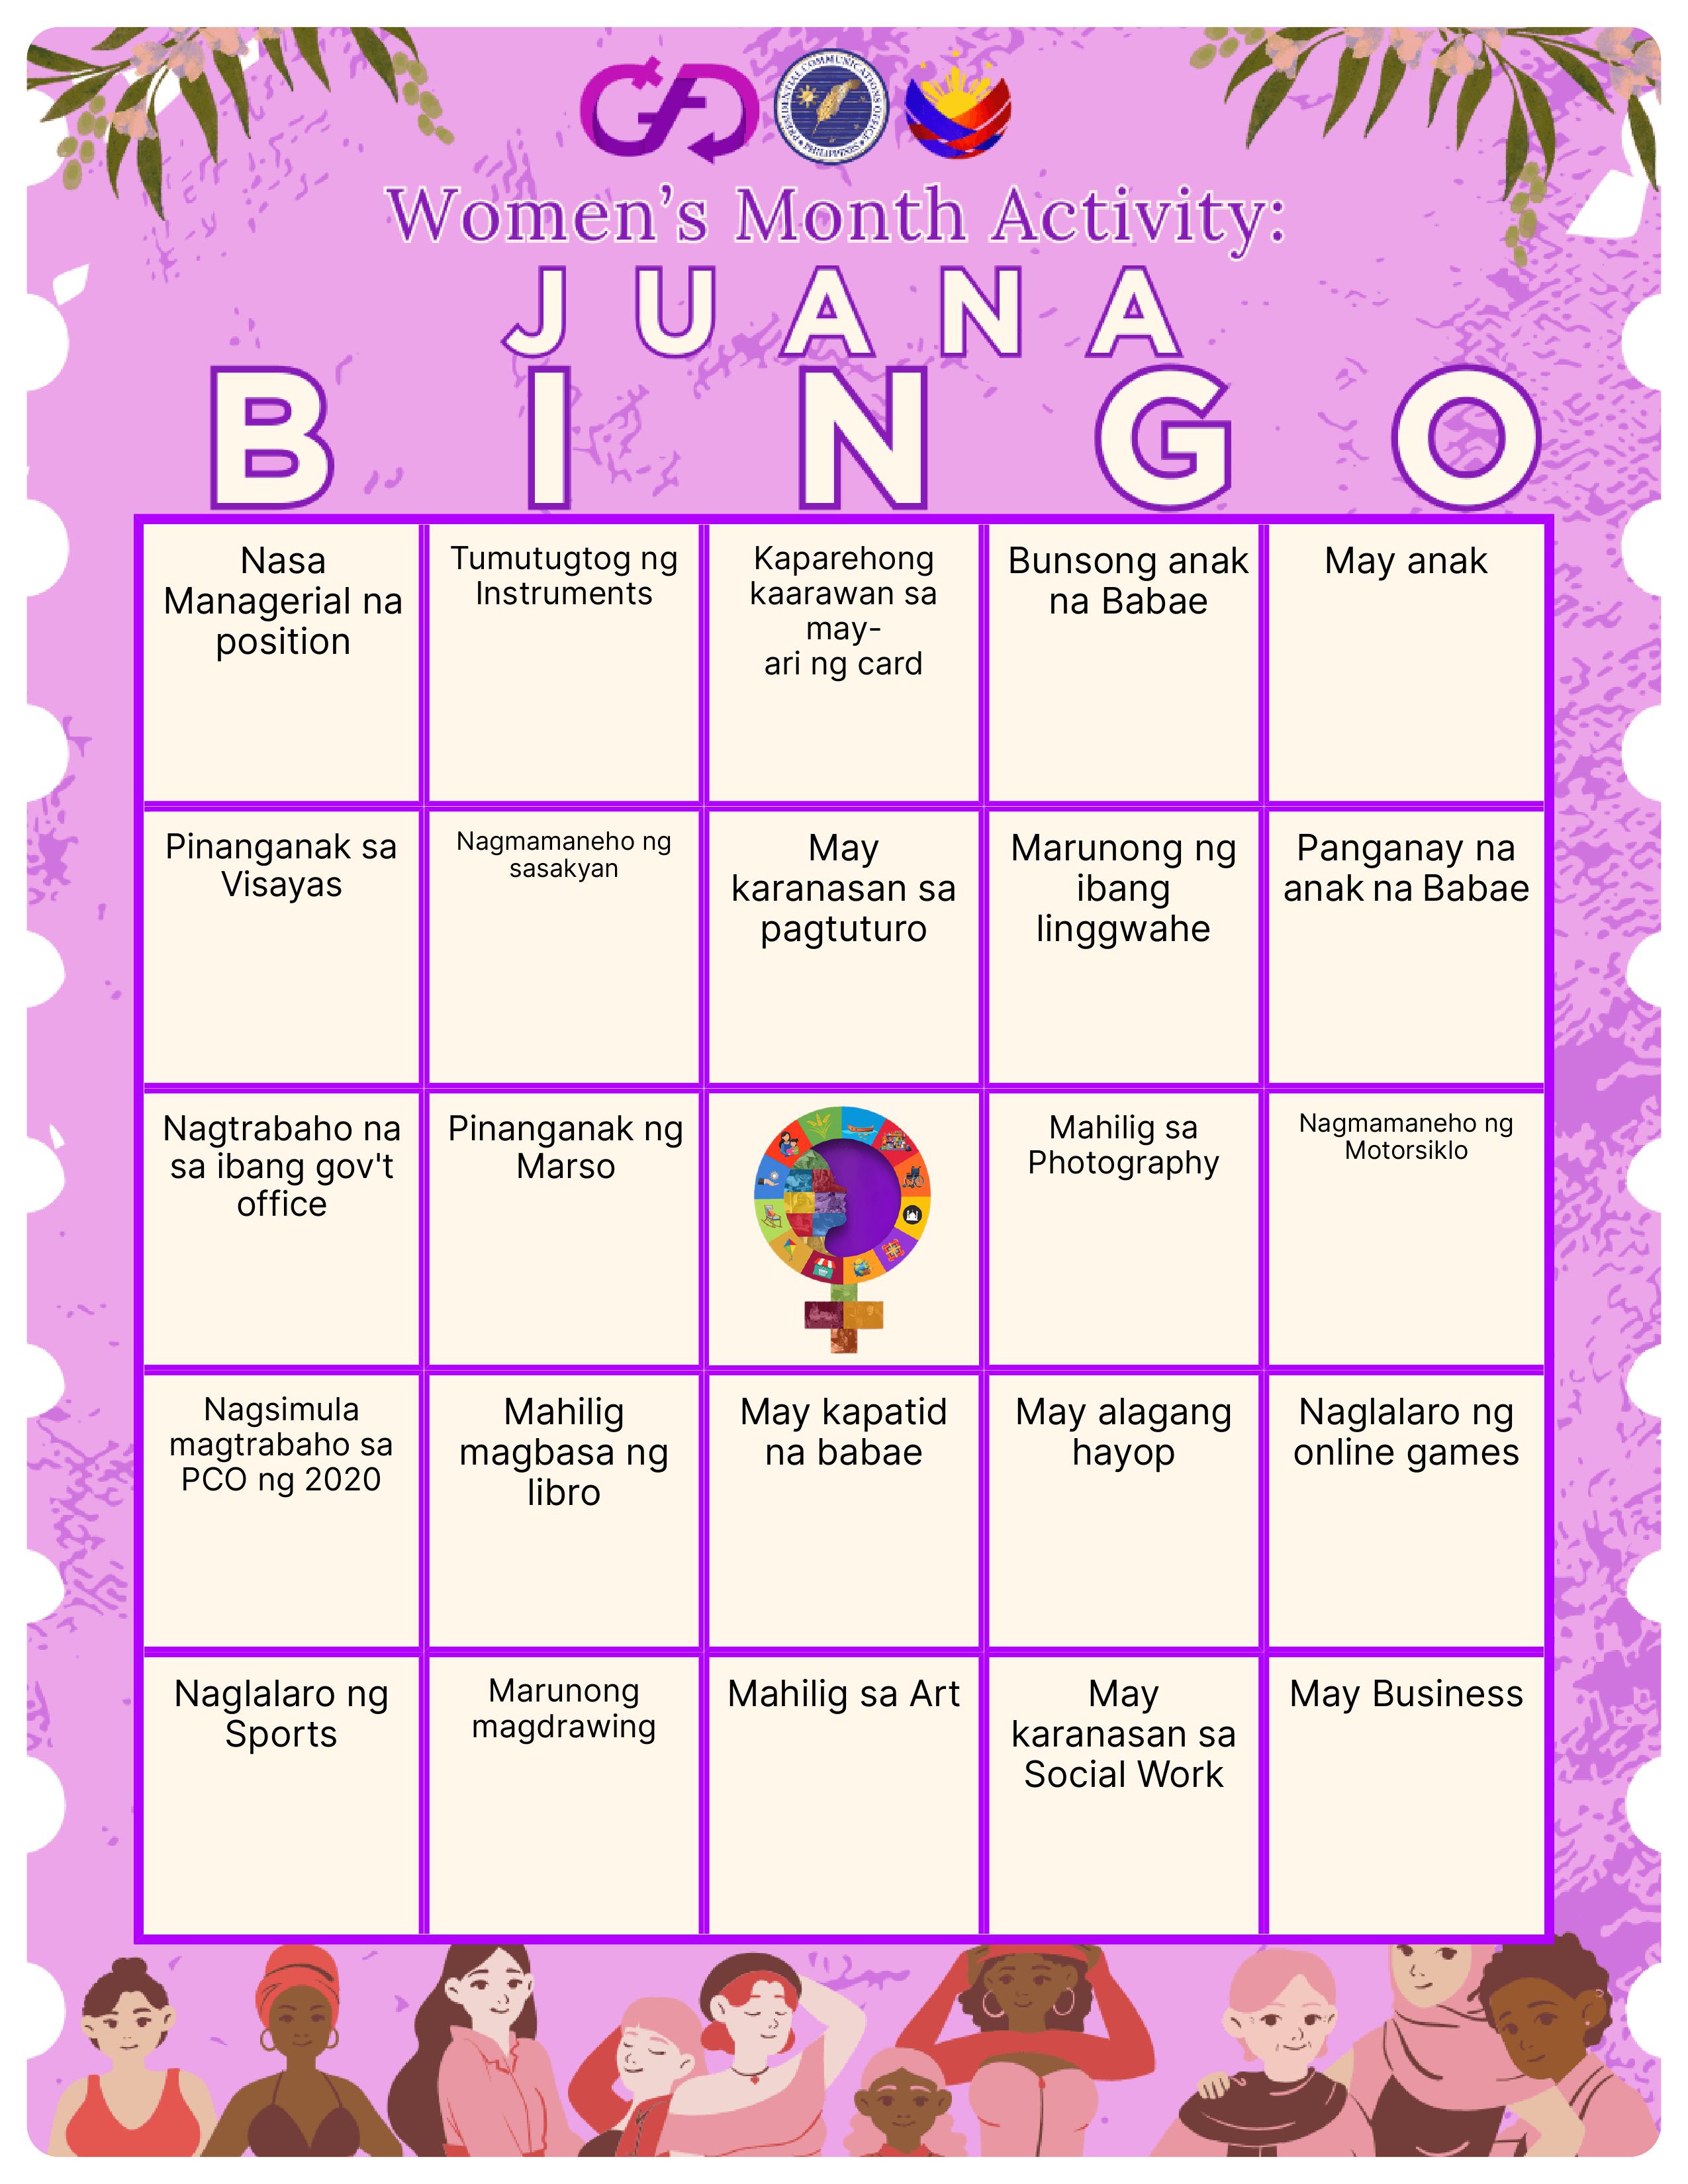 PRESIDENTIAL COMMUNICATIONS OFFICE
PHILIPPINES
Women's Month Activity:
JUANA
BINGO
Nasa
Managerial na
position
Tumutugtog ng
Instruments
Kaparehong
kaarawan sa
may-
ari ng card
Bunsong anak
na Babae
May anak
Pinanganak sa
Visayas
Nagmamaneho ng
sasakyan
May
karanasan sa
pagtuturo
Marunong ng
ibang
linggwahe
Panganay na
anak na Babae
Nagtrabaho na
sa ibang gov't
office
Pinanganak ng
Marso
Mahilig sa
Photography
Nagmamaneho ng
Motorsiklo
Nagsimula
magtrabaho sa
PCO ng 2020
Mahilig
magbasa ng
libro
May kapatid
na babae
May alagang
hayop
Naglalaro ng
online games
Naglalaro ng
Sports
Marunong
magdrawing
Mahilig sa Art
May
karanasan sa
Social Work
May Business